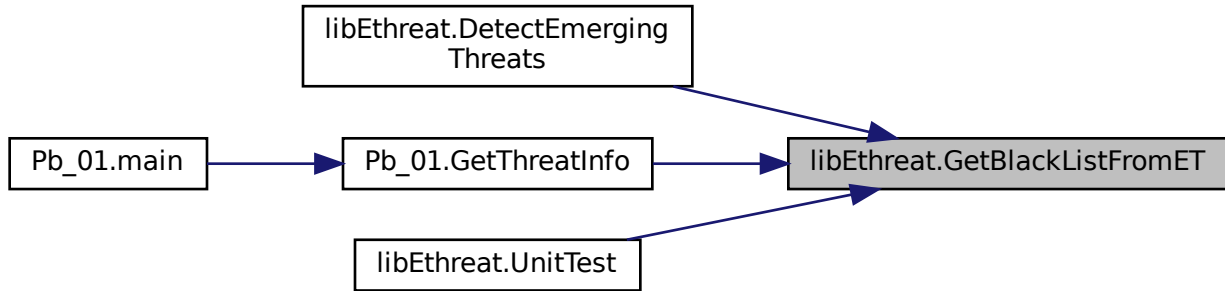 libEthreat.DetectEmerging
Threats
Pb_01.main
Pb_01.GetThreatInfo
libEthreat.GetBlackListFromET
libEthreat.UnitTest